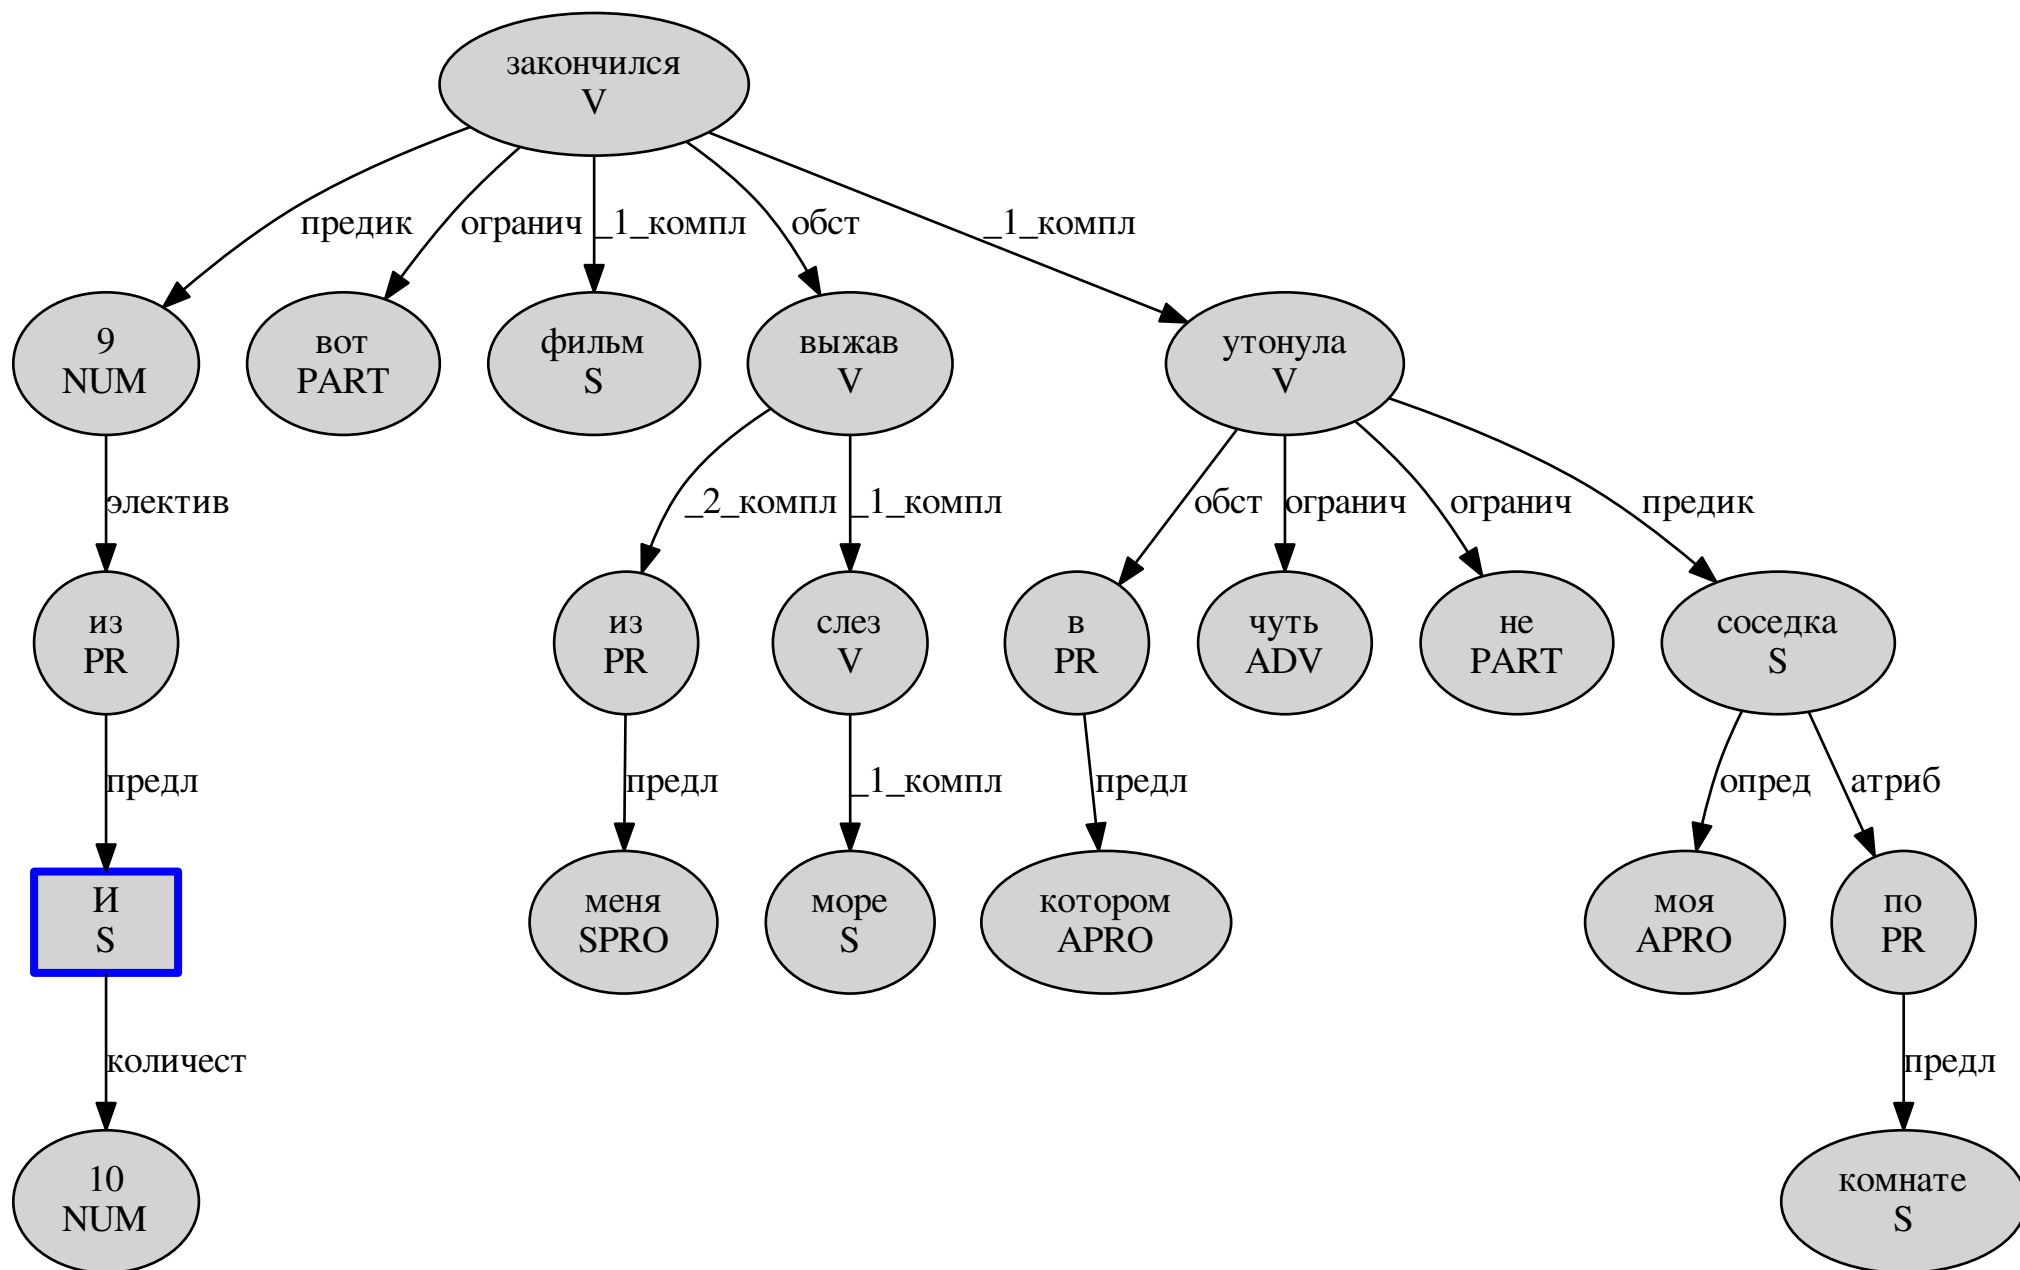 закончился
V
предик
огранич
_1_компл
обст
_1_компл
9
NUM
вот
PART
фильм
S
выжав
V
утонула
V
электив
_2_компл
_1_компл
обст
огранич
огранич
предик
из
PR
из
PR
слез
V
в
PR
чуть
ADV
не
PART
соседка
S
предл
предл
_1_компл
предл
опред
атриб
И
S
меня
SPRO
море
S
котором
APRO
моя
APRO
по
PR
количест
предл
10
NUM
комнате
S